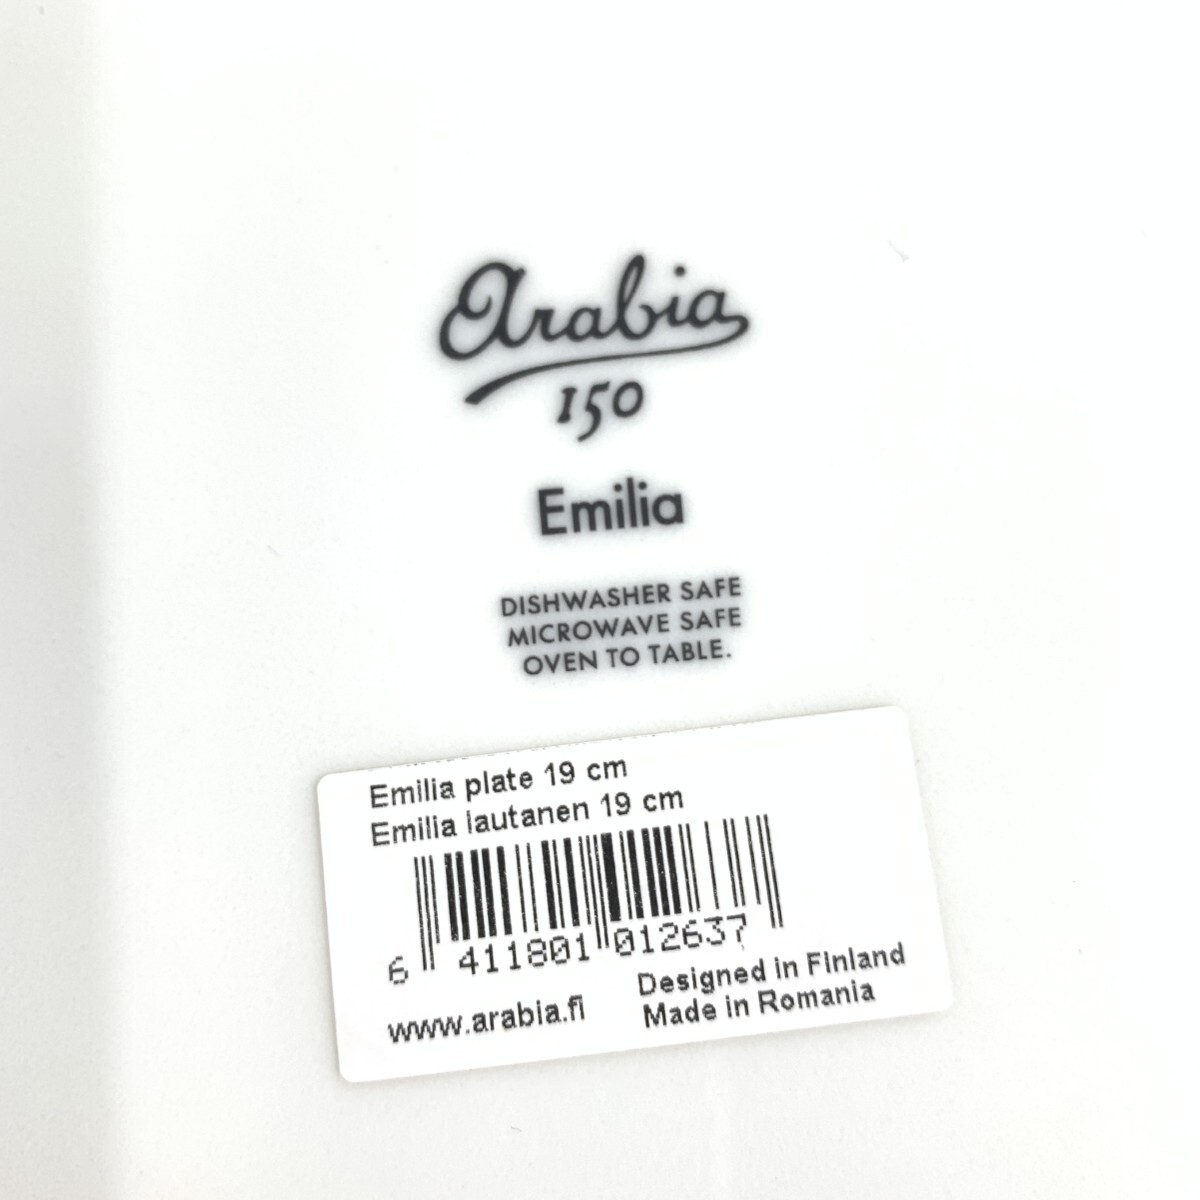 Arabia
150
Emilia
DISHWASHER SAFE
MICROWAVE SAFE
OVEN TO TABLE.
Emilia plate 19 cm
Emilia lautanen 19 cm
6 411801 012637
www.arabia.fi
Designed in Finland
Made in Romania